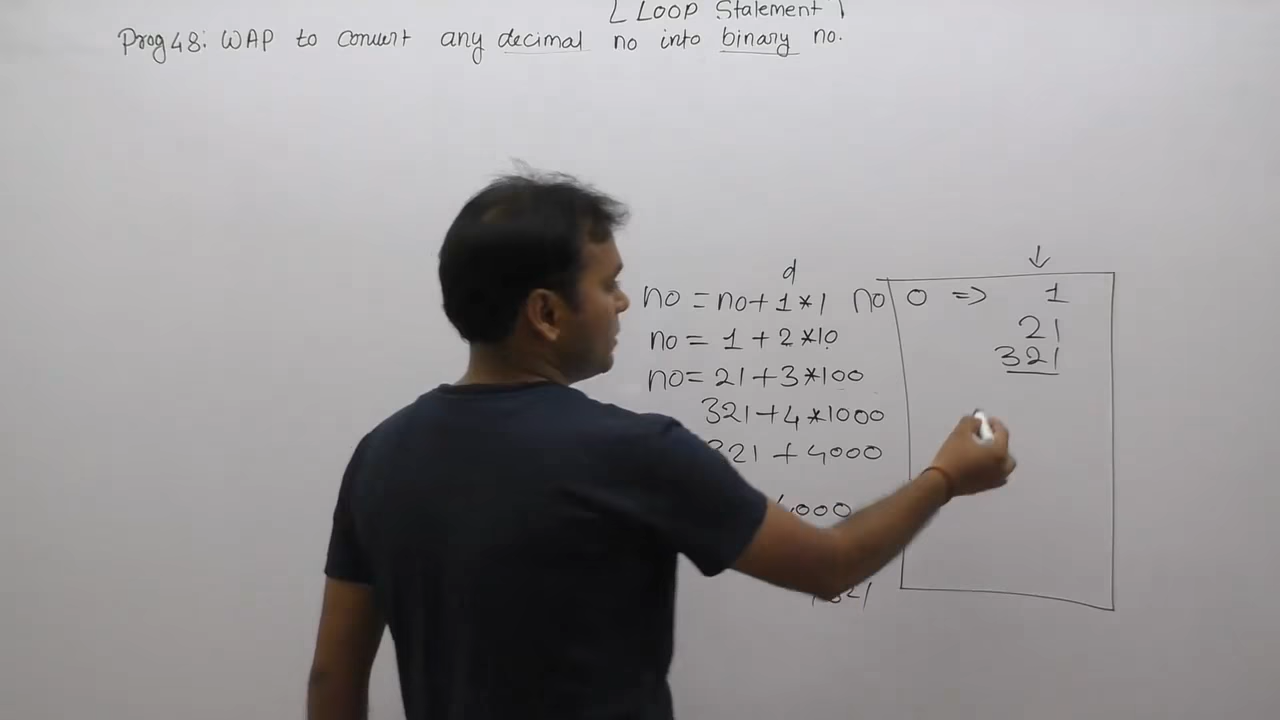 [ LOOP Statement ]
Prog 48: WAP to convert any decimal no into binary no.
d
no = no + 1 * 1 no 0 => 1
no = 1 + 2 * 10 21
no = 21 + 3 * 100 321
321 + 4 * 1000
321 + 4000
4000
4321